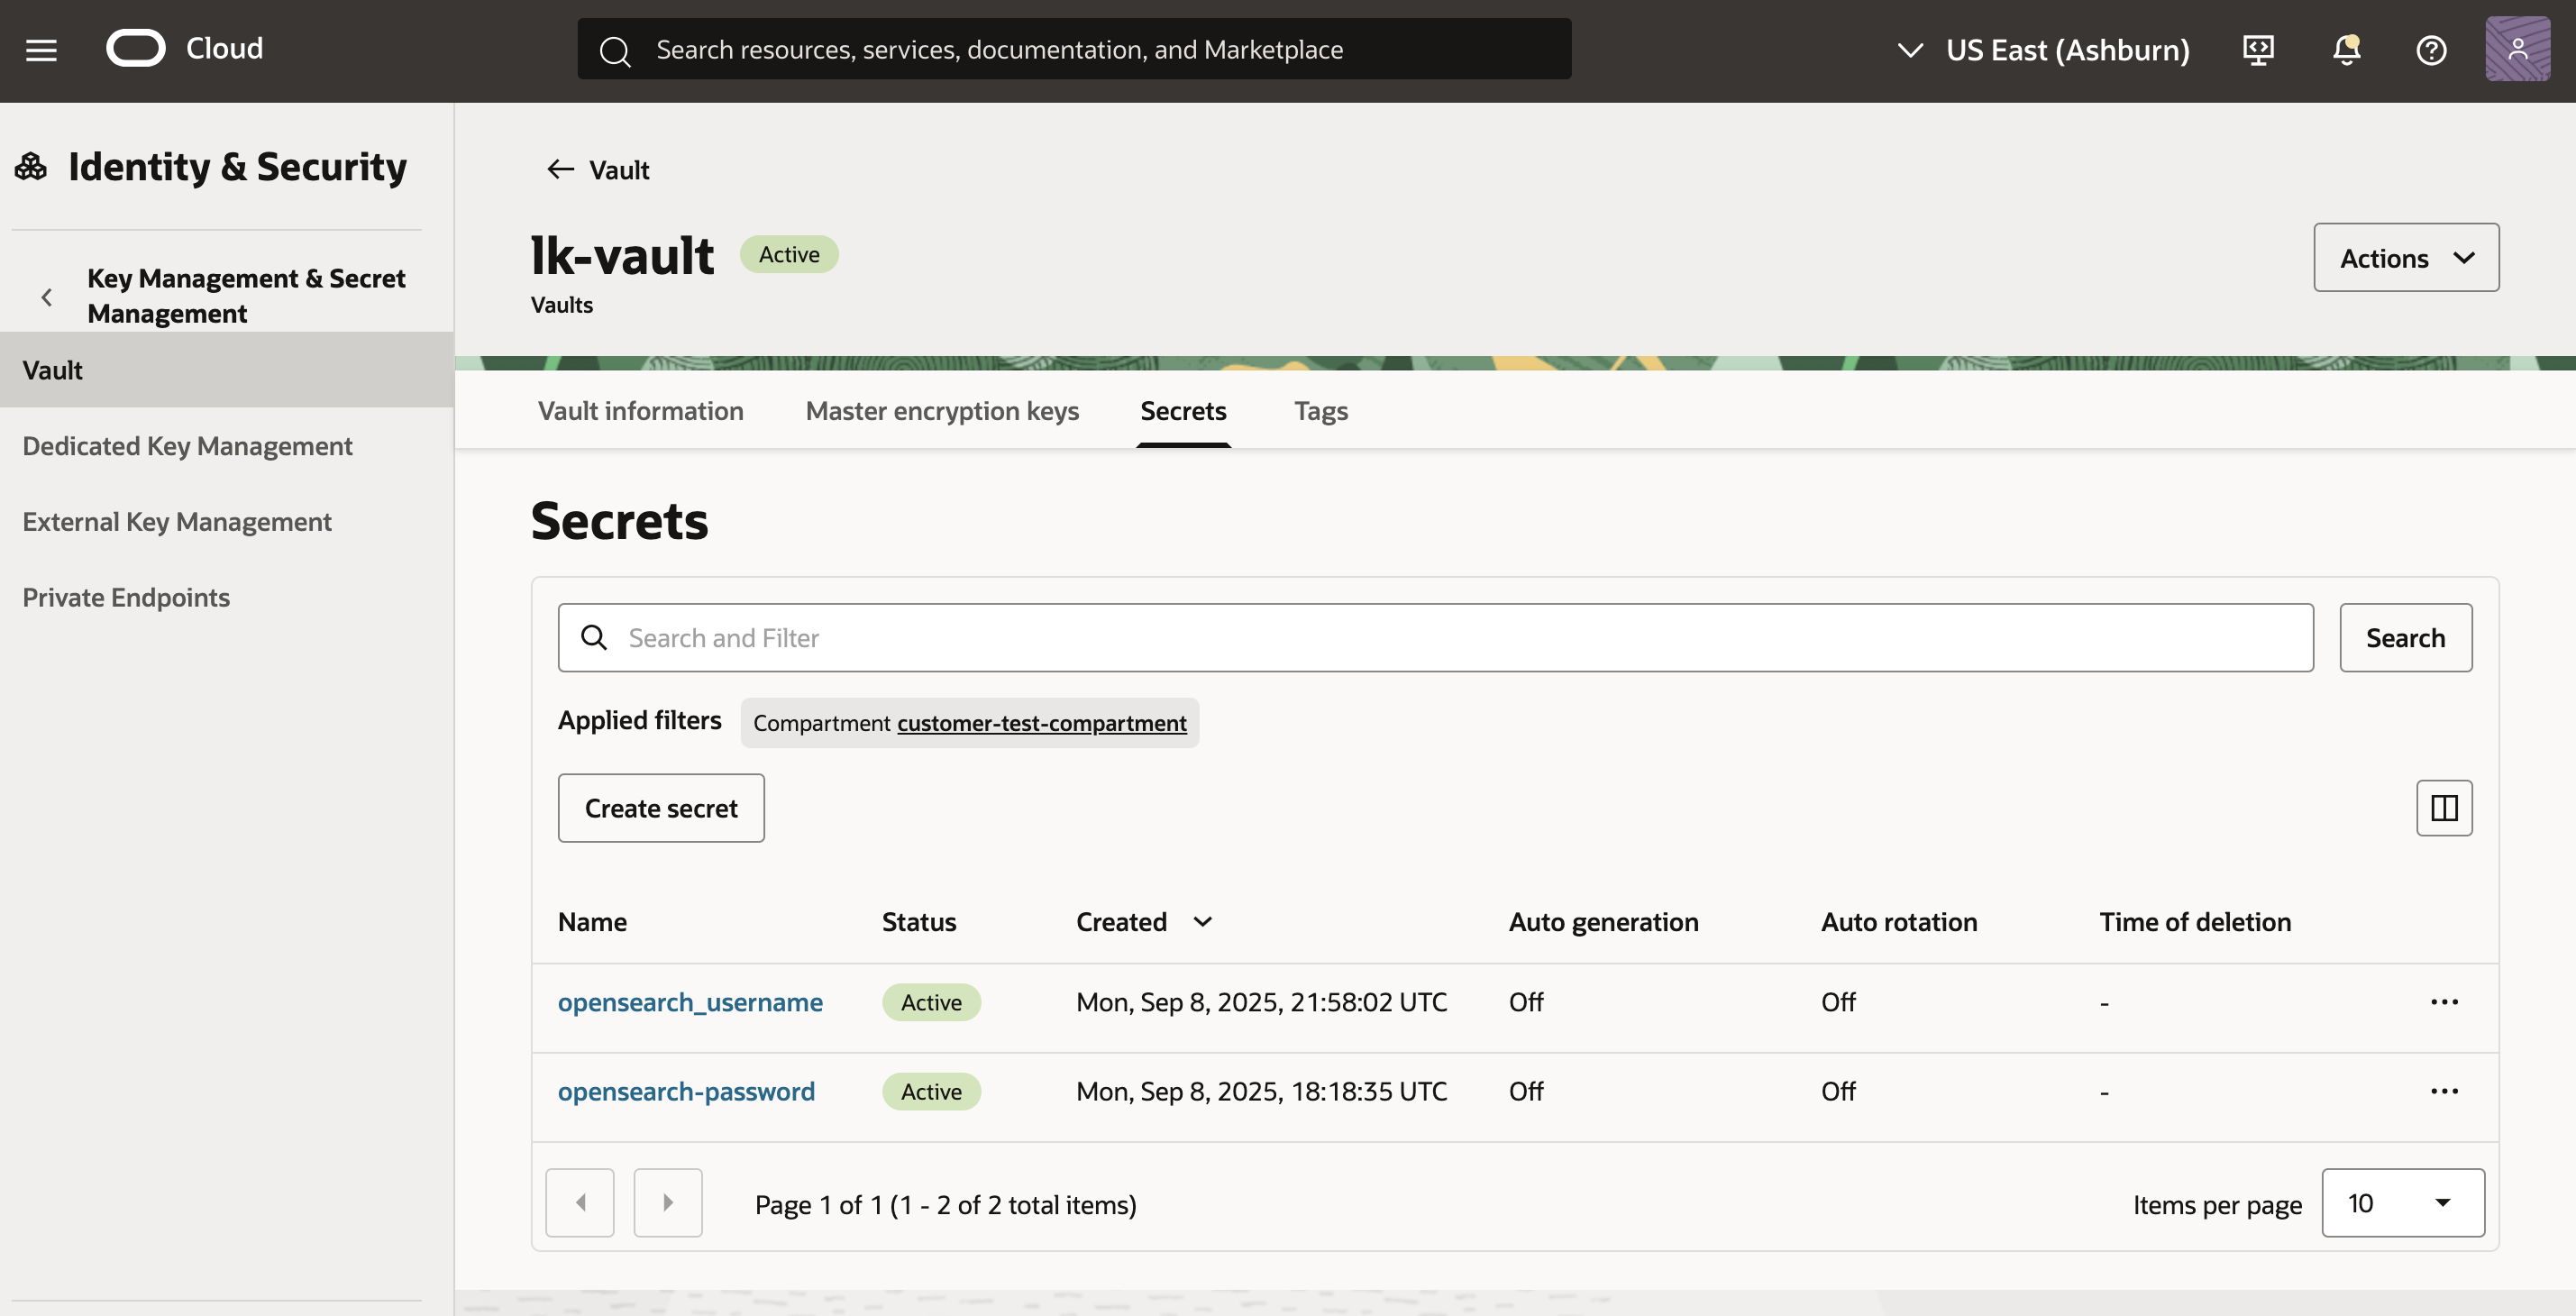 Cloud
Search resources, services, documentation, and Marketplace
US East (Ashburn)
Identity & Security
Key Management & Secret
Management
Vault
Dedicated Key Management
External Key Management
Private Endpoints
Vault
lk-vault
Active
Vaults
Actions
Vault information
Master encryption keys
Secrets
Tags
Secrets
Search and Filter
Search
Applied filters
Compartment customer-test-compartment
Create secret
Name Status Created Auto generation Auto rotation Time of deletion
opensearch_username Active Mon, Sep 8, 2025, 21:58:02 UTC Off Off -
opensearch-password Active Mon, Sep 8, 2025, 18:18:35 UTC Off Off -
Page 1 of 1 (1 - 2 of 2 total items)
Items per page 10